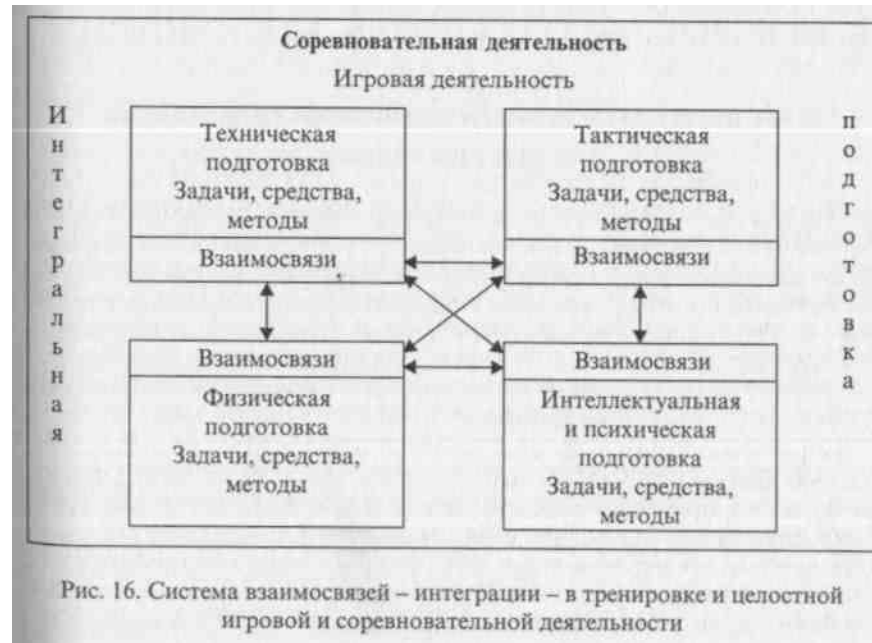 Соревновательная деятельность
Игровая деятельность
Интегральная
Техническая
подготовка
Задачи, средства,
методы
Взаимосвязи
Тактическая
подготовка
Задачи, средства,
методы
Взаимосвязи
Взаимосвязи
Физическая
подготовка
Задачи, средства,
методы
Взаимосвязи
Интеллектуальная
и психическая
подготовка
Задачи, средства,
методы
подготовка
Рис. 16. Система взаимосвязей – интеграции – в тренировке и целостной
игровой и соревновательной деятельности